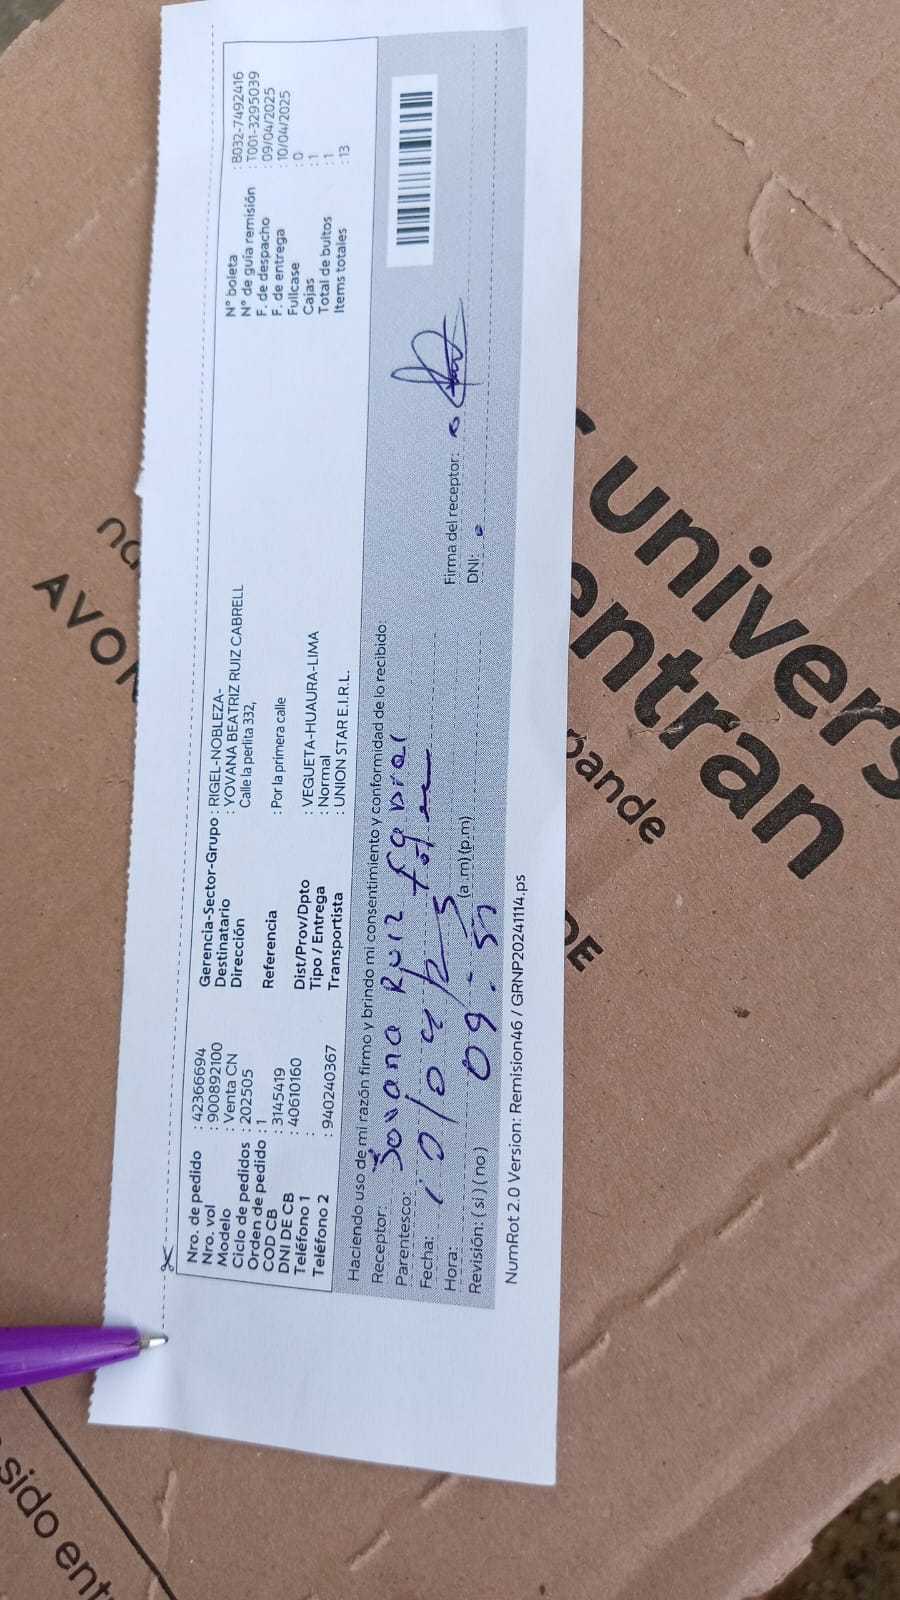 Nro. de pedido : 42366694
Nro. vol : 900892100
Modelo : Venta CN
Ciclo de pedidos : 202505
Orden de pedido : 1
COD CB : 3145419
DNI DE CB : 40610160
Teléfono 1 :
Teléfono 2 : 940240367
Gerencia-Sector-Grupo : RIGEL-NOBLEZA-
Destinatario : YOVANA BEATRIZ RUIZ CABRELL
Dirección Calle la perlita 332,
Referencia : Por la primera calle
Dist/Prov/Dpto : VEGUETA-HUAURA-LIMA
Tipo / Entrega : Normal
Transportista : UNION STAR E.I.R.L.
N° boleta : B032-7492416
N° de guía remisión : T001-3295039
F. de despacho : 09/04/2025
F. de entrega : 10/04/2025
Fullcase : 0
Cajas : 1
Total de bultos : 1
Items totales : 13
Haciendo uso de mi razón firmo y brindo mi consentimiento y conformidad de lo recibido:
Receptor: Jovana Ruiz
Parentesco:
Fecha: 10/04/25
Hora: (a .m) (p.m)
Revisión: ( si ) ( no )
Firma del receptor:
DNI:
NumRot 2.0 Version: Remision46 / GRNP20241114.ps
AVON
univers
entran
pande
DE
sido entr